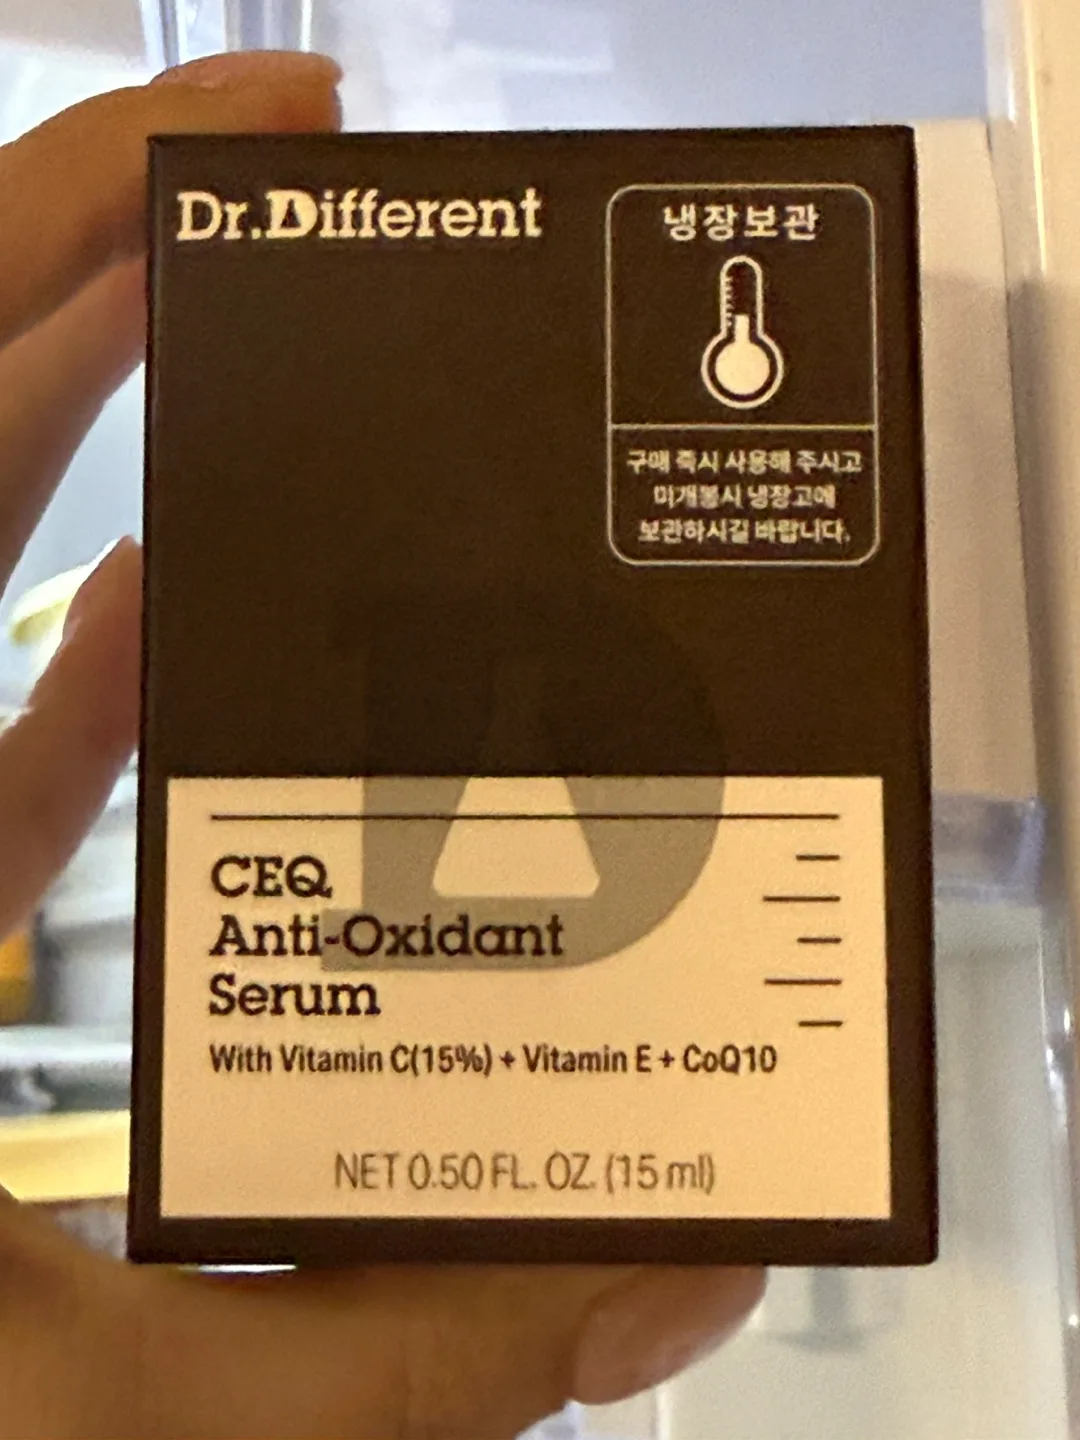 Dr.Different
냉장보관
구매 즉시 사용해 주시고
미개봉시 냉장고에
보관하시길 바랍니다.
CEQ
Anti-Oxidant
Serum
With Vitamin C(15%) + Vitamin E + CoQ10
NET 0.50 FL. OZ. (15 ml)